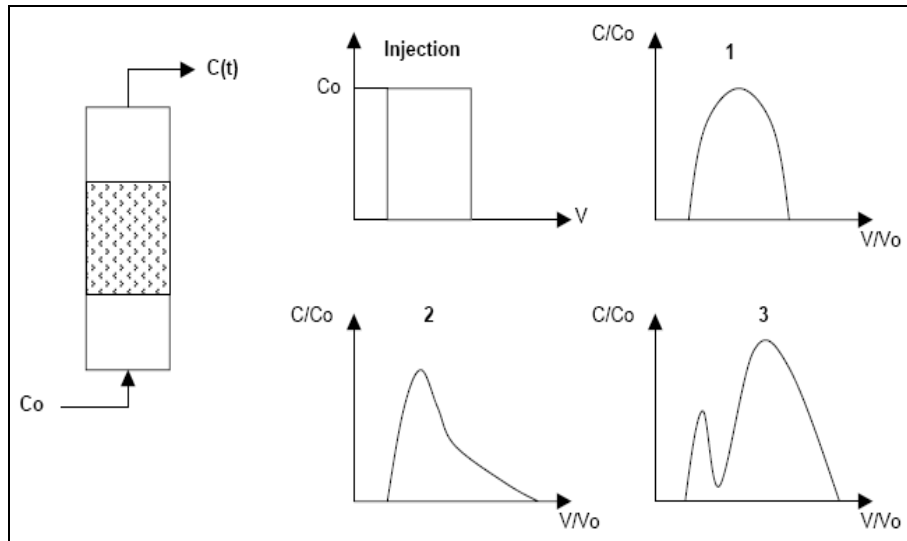 C(t)
Co
Injection
Co
V
C/Co
1
V/Vo
C/Co
2
V/Vo
C/Co
3
V/Vo